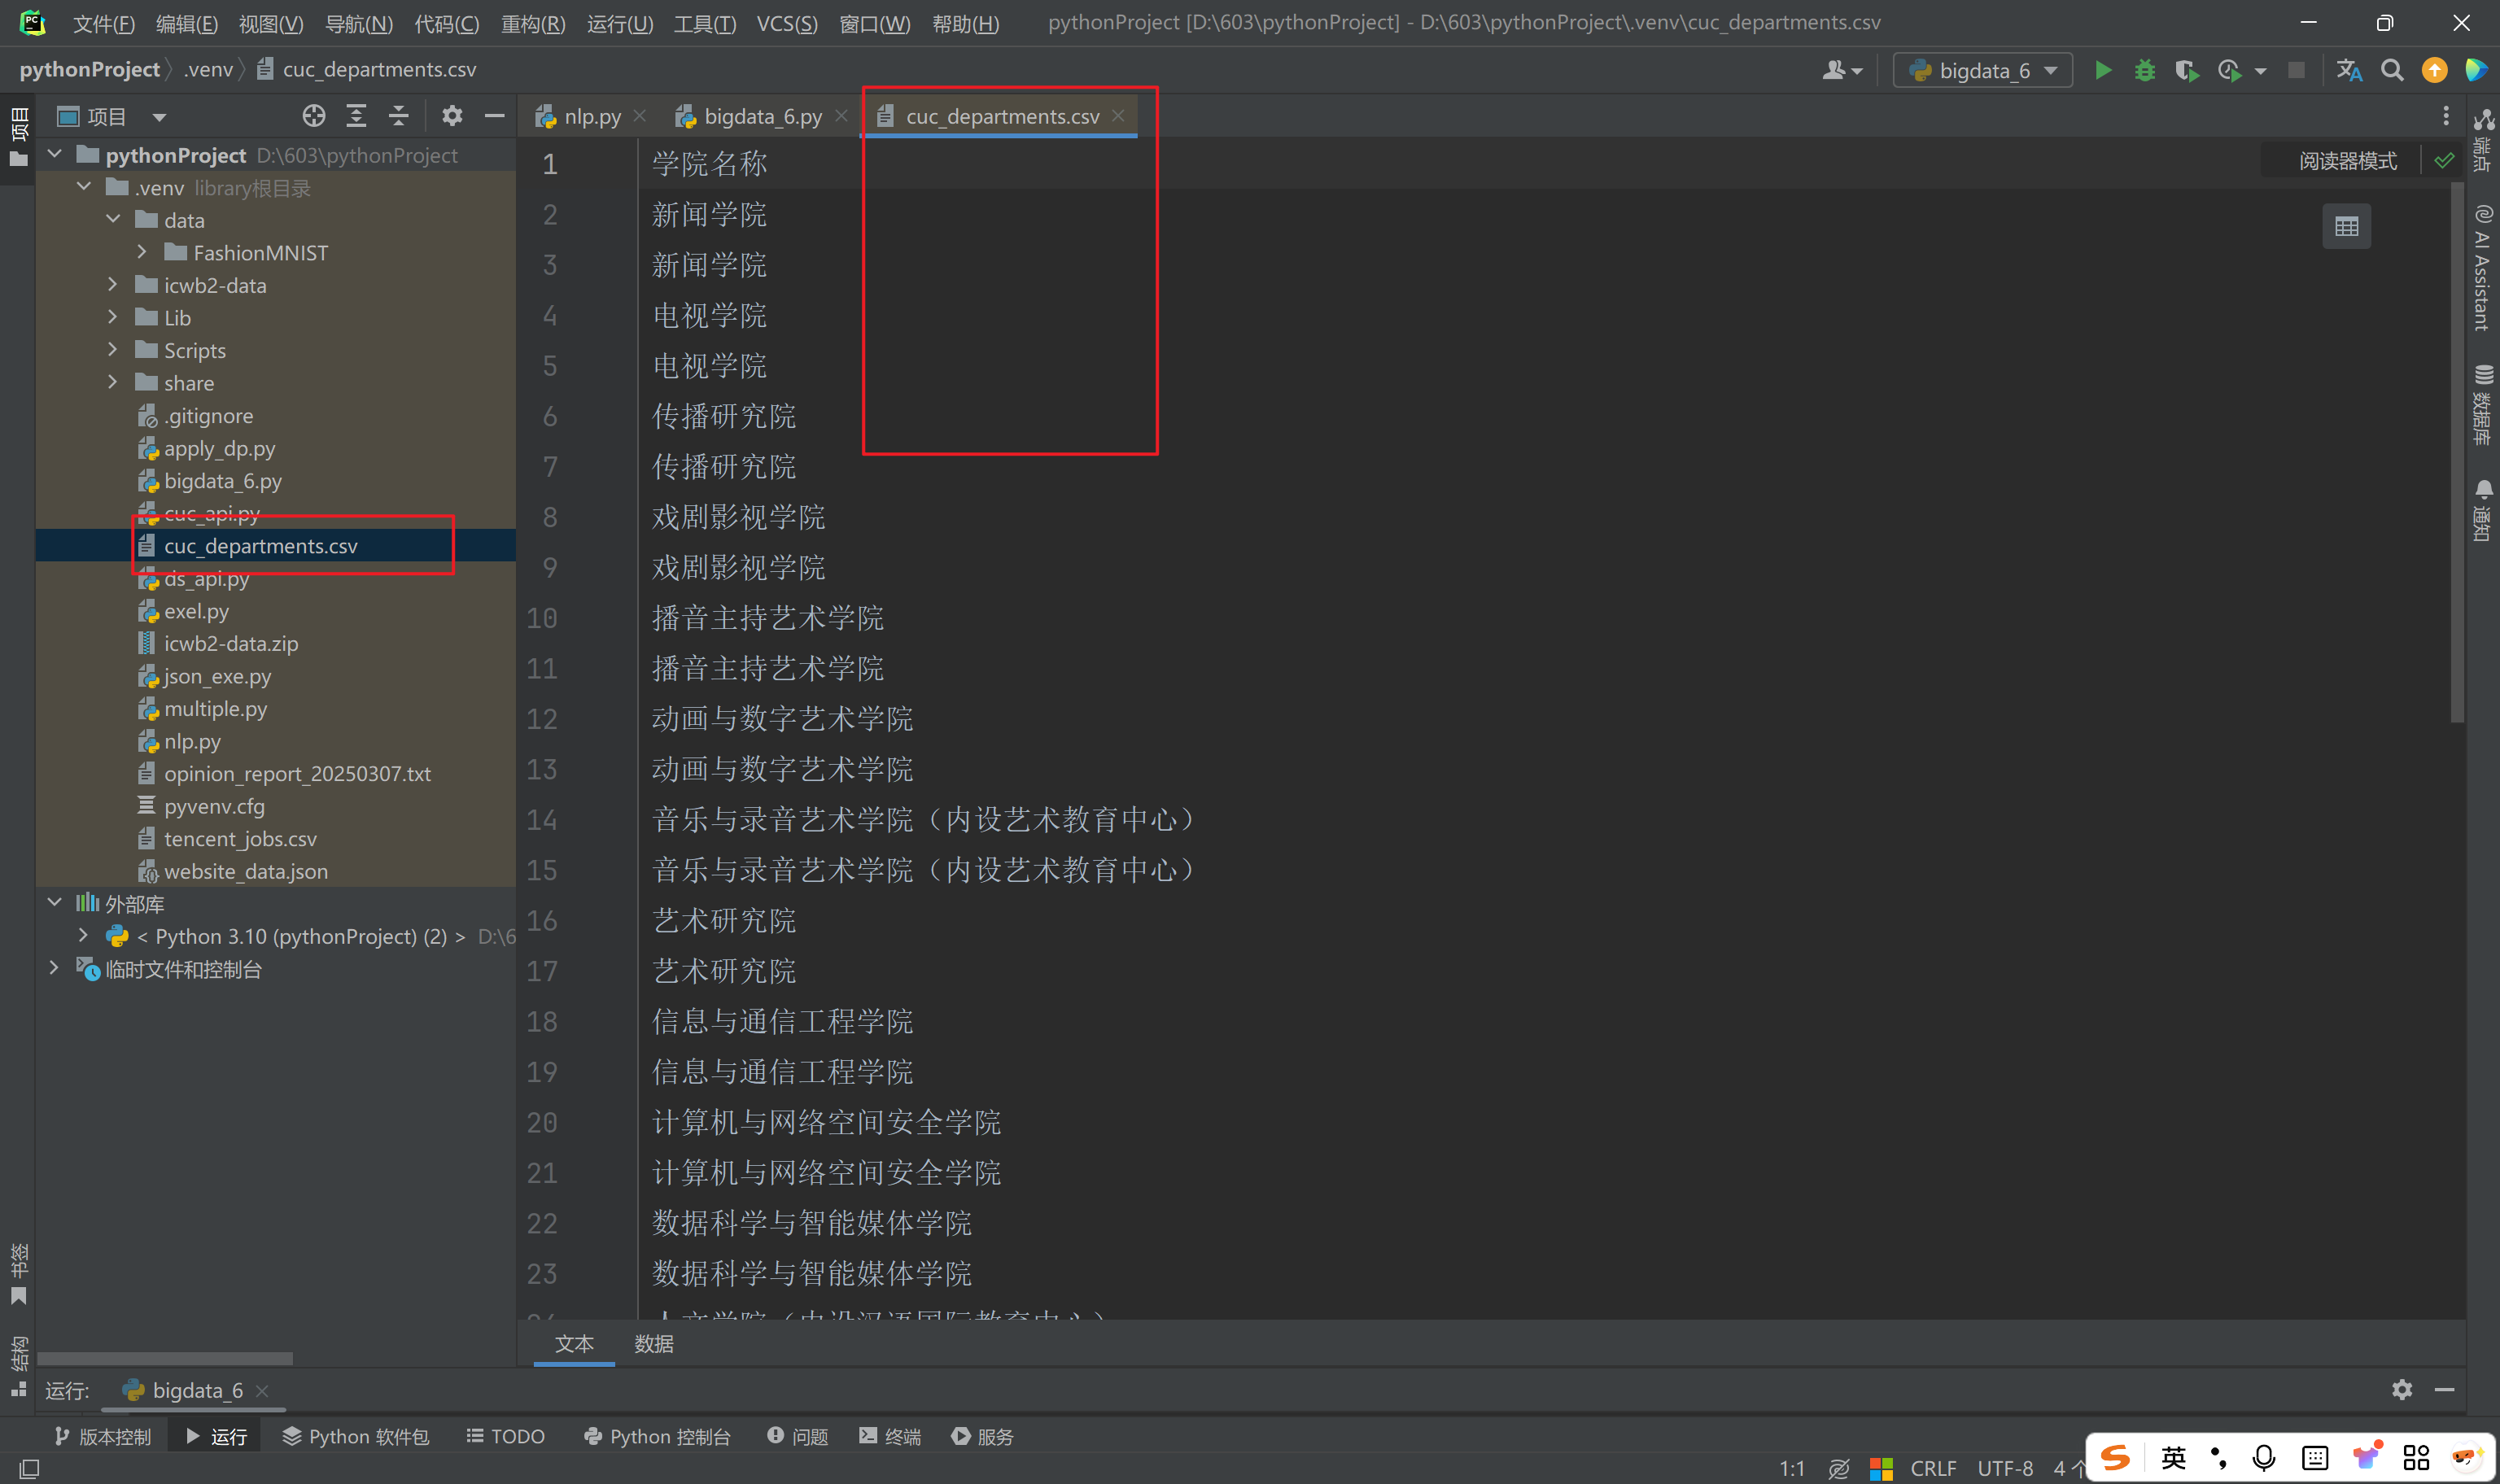 文件(F) 编辑(E) 视图(V) 导航(N) 代码(C) 重构(R) 运行(U) 工具(T) VCS(S) 窗口(W) 帮助(H) pythonProject [D:\603\pythonProject] - D:\603\pythonProject\.venv\cuc_departments.csv
pythonProject .venv cuc_departments.csv
bigdata_6
项目
项目
nlp.py bigdata_6.py cuc_departments.csv
pythonProject D:\603\pythonProject
.venv library根目录
data
FashionMNIST
icwb2-data
Lib
Scripts
share
.gitignore
apply_dp.py
bigdata_6.py
cuc_api.py
cuc_departments.csv
ds_api.py
exel.py
icwb2-data.zip
json_exe.py
multiple.py
nlp.py
opinion_report_20250307.txt
pyvenv.cfg
tencent_jobs.csv
website_data.json
外部库
< Python 3.10 (pythonProject) (2) > D:\6
临时文件和控制台
书签
结构
阅读器模式
1 学院名称
2 新闻学院
3 新闻学院
4 电视学院
5 电视学院
6 传播研究院
7 传播研究院
8 戏剧影视学院
9 戏剧影视学院
10 播音主持艺术学院
11 播音主持艺术学院
12 动画与数字艺术学院
13 动画与数字艺术学院
14 音乐与录音艺术学院（内设艺术教育中心）
15 音乐与录音艺术学院（内设艺术教育中心）
16 艺术研究院
17 艺术研究院
18 信息与通信工程学院
19 信息与通信工程学院
20 计算机与网络空间安全学院
21 计算机与网络空间安全学院
22 数据科学与智能媒体学院
23 数据科学与智能媒体学院
24 人文学院（内设汉语国际教育中心）
文本 数据
端点
AI Assistant
数据库
通知
运行: bigdata_6
版本控制 运行 Python 软件包 TODO Python 控制台 问题 终端 服务
1:1 CRLF UTF-8 4 个
英